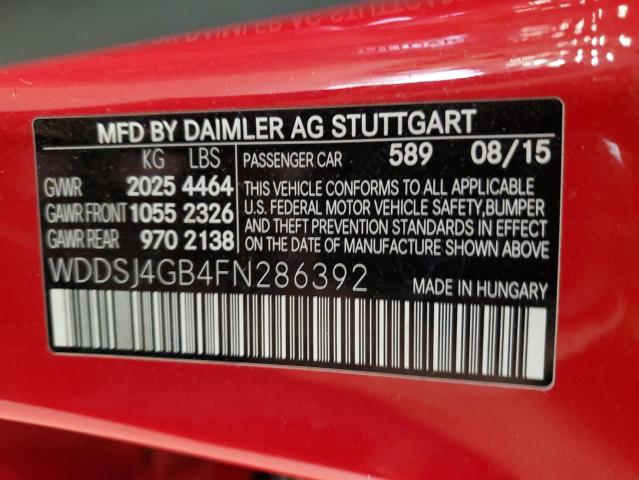 MFD BY DAIMLER AG STUTTGART
KG LBS PASSENGER CAR 589 08/15
GVWR 2025 4464
GAWR FRONT 1055 2326
GAWR REAR 970 2138
THIS VEHICLE CONFORMS TO ALL APPLICABLE
U.S. FEDERAL MOTOR VEHICLE SAFETY,BUMPER
AND THEFT PREVENTION STANDARDS IN EFFECT
ON THE DATE OF MANUFACTURE SHOWN ABOVE
WDDSJ4GB4FN286392 MADE IN HUNGARY